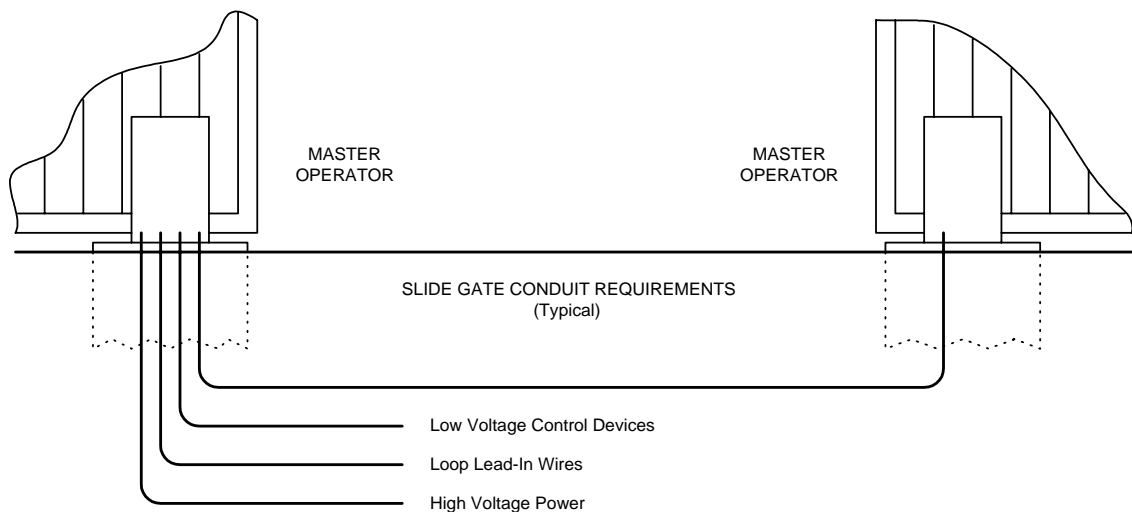 MASTER
OPERATOR
MASTER
OPERATOR
SLIDE GATE CONDUIT REQUIREMENTS
(Typical)
Low Voltage Control Devices
Loop Lead-In Wires
High Voltage Power